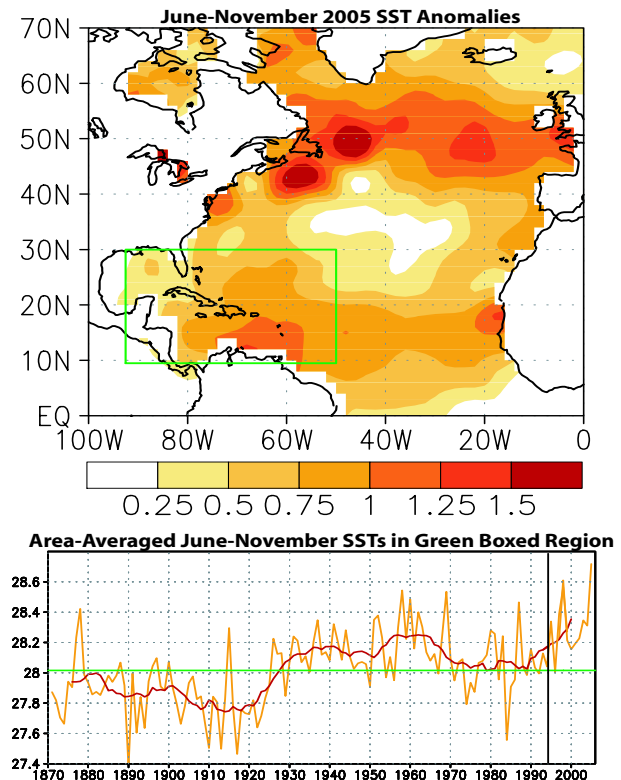 June-November 2005 SST Anomalies
70N
60N
50N
40N
30N
20N
10N
EQ
100W 80W 60W 40W 20W 0
0.25 0.5 0.75 1 1.25 1.5
Area-Averaged June-November SSTs in Green Boxed Region
28.6
28.4
28.2
28
27.8
27.6
27.4
1870 1880 1890 1900 1910 1920 1930 1940 1950 1960 1970 1980 1990 2000